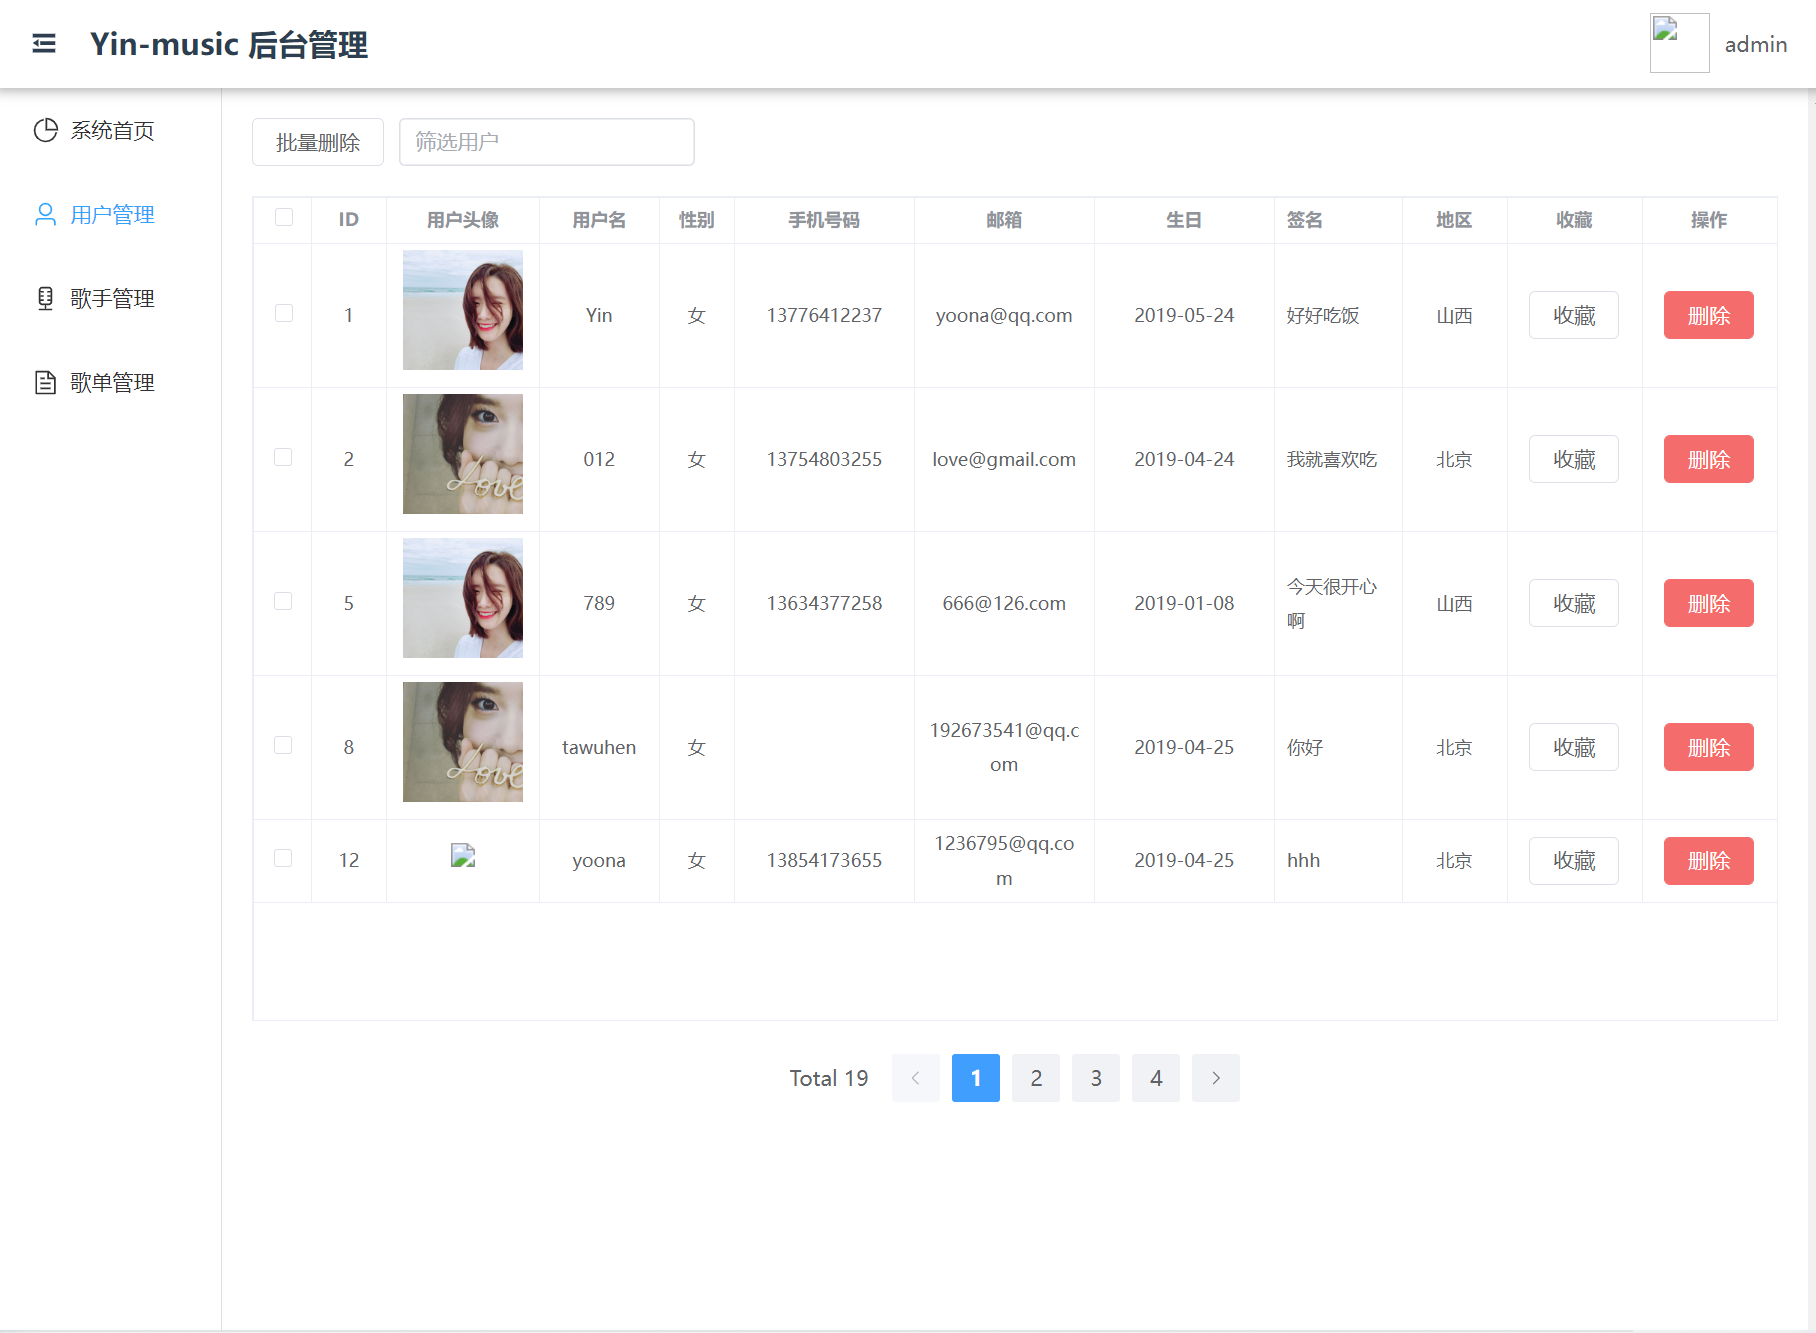 Yin-music 后台管理
admin
系统首页
用户管理
歌手管理
歌单管理
批量删除
筛选用户
ID 用户头像 用户名 性别 手机号码 邮箱 生日 签名 地区 收藏 操作
1 Yin 女 13776412237 yoona@qq.com 2019-05-24 好好吃饭 山西 收藏 删除
Love
2 012 女 13754803255 love@gmail.com 2019-04-24 我就喜欢吃 北京 收藏 删除
5 789 女 13634377258 666@126.com 2019-01-08 今天很开心
啊 山西 收藏 删除
Love
8 tawuhen 女 192673541@qq.c
om 2019-04-25 你好 北京 收藏 删除
12 yoona 女 13854173655 1236795@qq.co
m 2019-04-25 hhh 北京 收藏 删除
Total 19 1 2 3 4